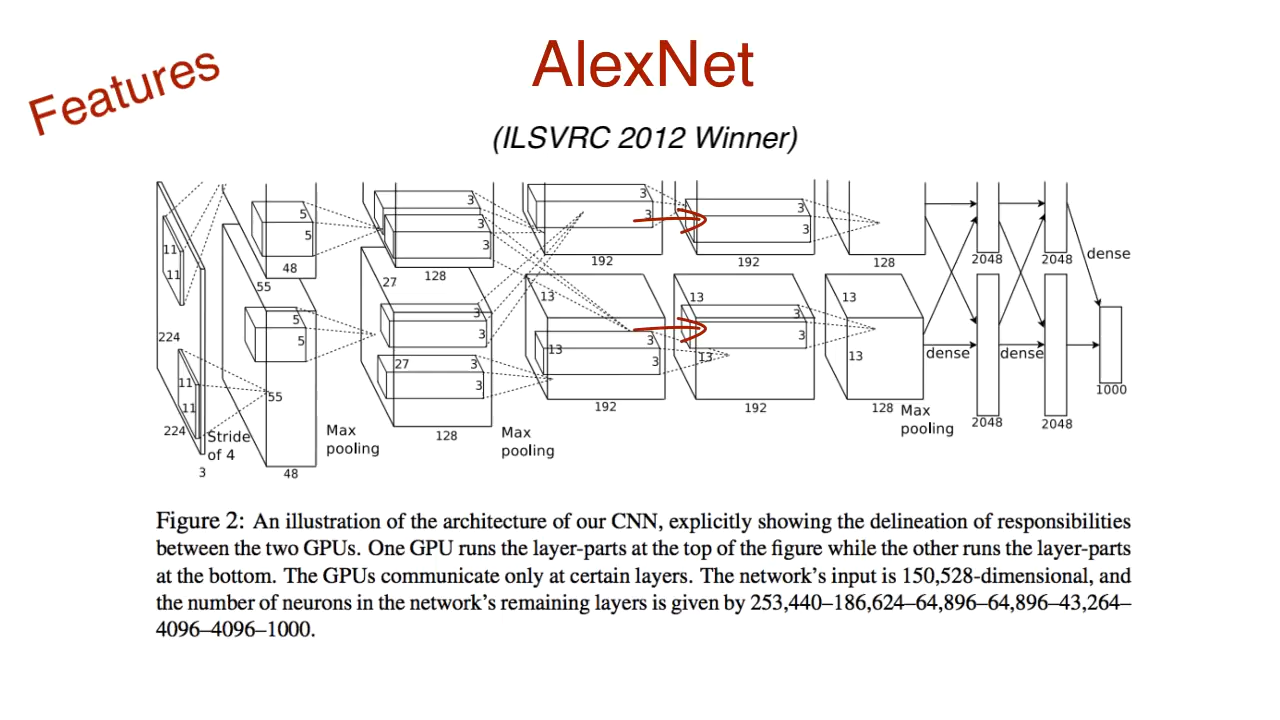 Features
AlexNet
(ILSVRC 2012 Winner)
11
11
5
5
48
55
3
3
3
128
27
3
3
192
3
3
192
128
2048
2048
dense
224
5
5
13
13
13
3
3
11
11
55
27
3
3
13
3
3
13
13
dense
dense
1000
224
Stride
of 4
3
48
Max
pooling
128
Max
pooling
192
192
128
Max
pooling
2048
2048
Figure 2: An illustration of the architecture of our CNN, explicitly showing the delineation of responsibilities
between the two GPUs. One GPU runs the layer-parts at the top of the figure while the other runs the layer-parts
at the bottom. The GPUs communicate only at certain layers. The network's input is 150,528-dimensional, and
the number of neurons in the network's remaining layers is given by 253,440–186,624–64,896–64,896–43,264–
4096–4096–1000.